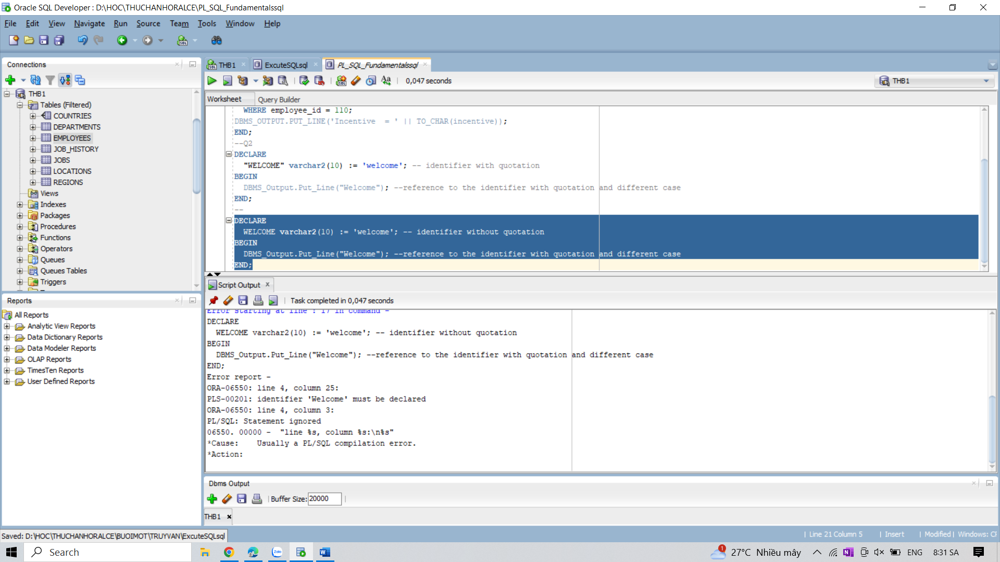 Oracle SQL Developer : D:\HOC\THUCHANHORALCE\PL_SQL_Fundamentalssql
File Edit View Navigate Run Source Team Tools Window Help
Connections
THB1
Tables (Filtered)
COUNTRIES
DEPARTMENTS
EMPLOYEES
JOB_HISTORY
JOBS
LOCATIONS
REGIONS
Views
Indexes
Packages
Procedures
Functions
Operators
Queues
Queues Tables
Triggers
Reports
All Reports
Analytic View Reports
Data Dictionary Reports
Data Modeler Reports
OLAP Reports
TimesTen Reports
User Defined Reports
THB1 ExcuteSQLsql PL_SQL_Fundamentalssql
0,047 seconds
THB1
Worksheet Query Builder
WHERE employee_id = 110;
DBMS_OUTPUT.PUT_LINE('Incentive  = ' || TO_CHAR(incentive));
END;
--Q2
DECLARE
"WELCOME" varchar2(10) := 'welcome'; -- identifier with quotation
BEGIN
DBMS_Output.Put_Line("Welcome"); --reference to the identifier with quotation and different case
END;
--
DECLARE
WELCOME varchar2(10) := 'welcome'; -- identifier without quotation
BEGIN
DBMS_Output.Put_Line("Welcome"); --reference to the identifier with quotation and different case
END;
Script Output
Task completed in 0,047 seconds
Error starting at line : 17 in command -
DECLARE
WELCOME varchar2(10) := 'welcome'; -- identifier without quotation
BEGIN
DBMS_Output.Put_Line("Welcome"); --reference to the identifier with quotation and different case
END;
Error report -
ORA-06550: line 4, column 25:
PLS-00201: identifier 'Welcome' must be declared
ORA-06550: line 4, column 3:
PL/SQL: Statement ignored
06550. 00000 -  "line %s, column %s:\n%s"
*Cause:    Usually a PL/SQL compilation error.
*Action:
Dbms Output
Buffer Size: 20000
THB1
Saved: D:\HOC\THUCHANHORALCE\BUOIMOT\TRUYVAN\ExcuteSQLsql
Line 21 Column 5 Insert Modified Windows:
Search
1
27°C Nhiều mây
ENG
8:31 SA